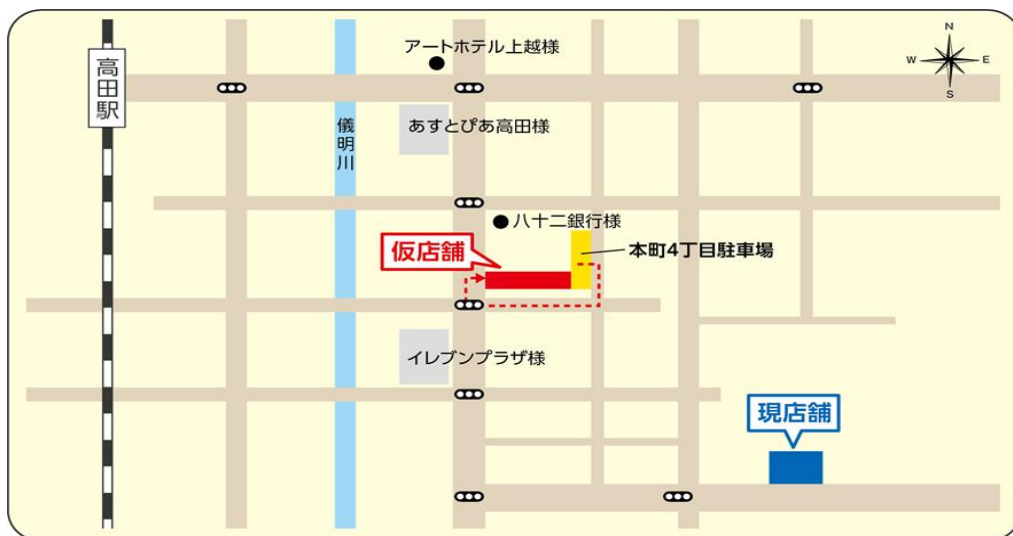 アートホテル上越様
N
W
E
S
高田駅
儀明川
あすとぴあ高田様
八十二銀行様
仮店舗
本町4丁目駐車場
イレブンプラザ様
現店舗